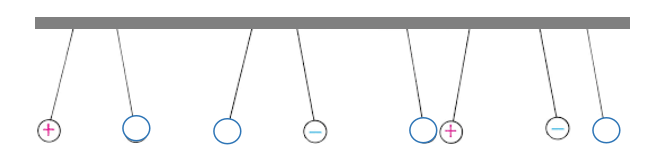 + − + −